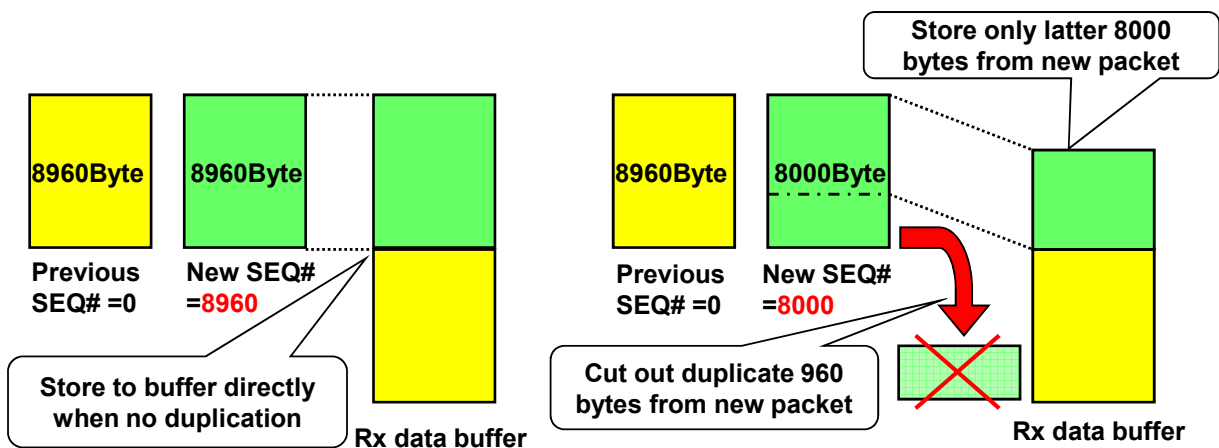 8960Byte
8960Byte
Previous
SEQ# =0
New SEQ#
=8960
Store to buffer directly
when no duplication
Rx data buffer
Store only latter 8000
bytes from new packet
8960Byte
8000Byte
Previous
SEQ# =0
New SEQ#
=8000
Cut out duplicate 960
bytes from new packet
Rx data buffer